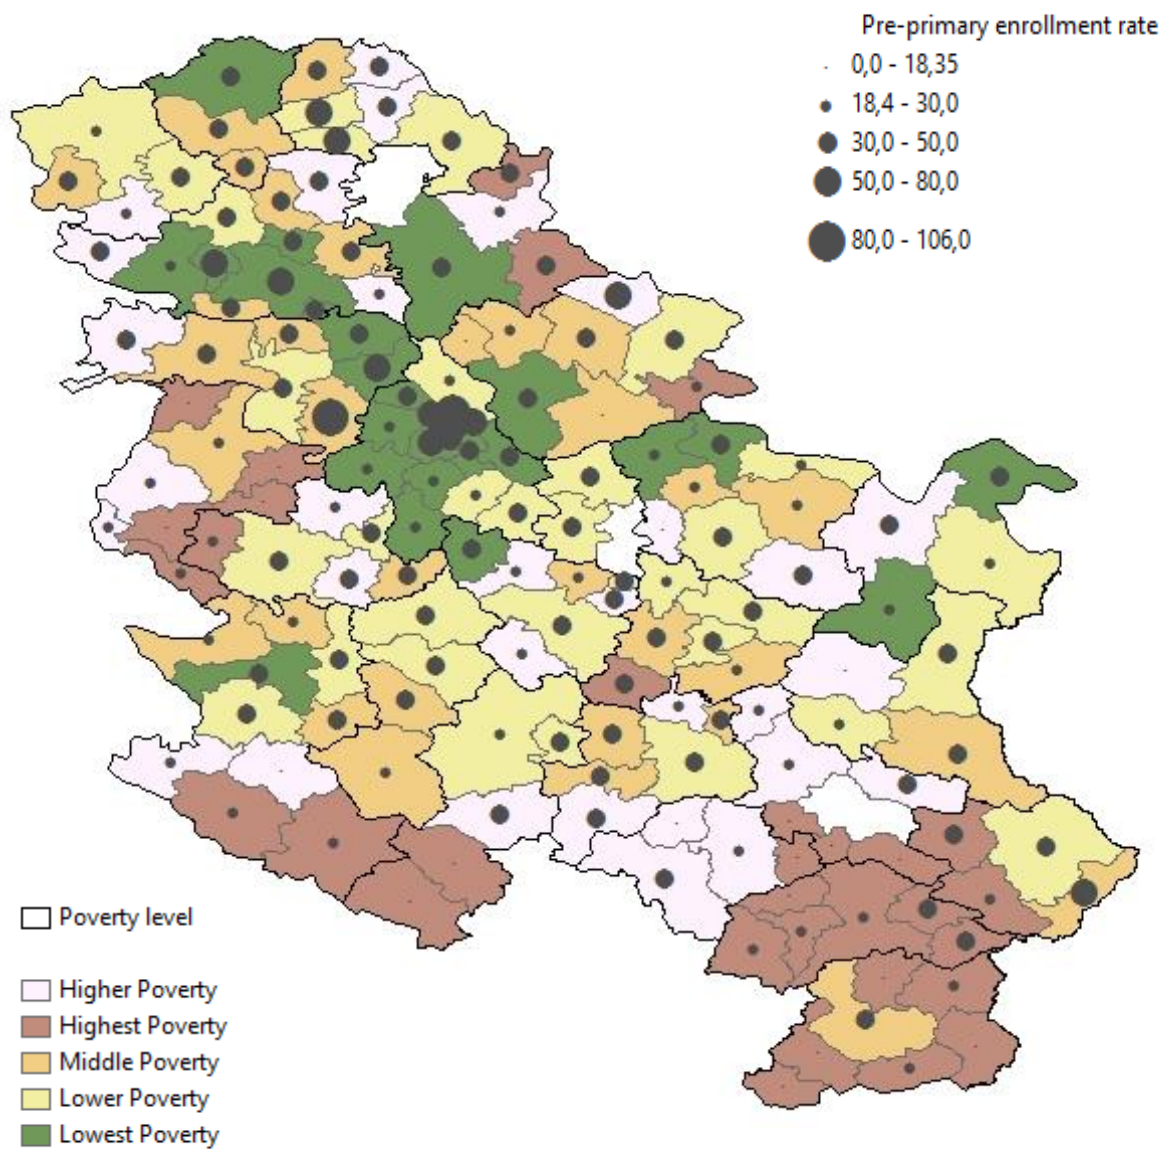 Pre-primary enrollment rate
0,0 - 18,35
18,4 - 30,0
30,0 - 50,0
50,0 - 80,0
80,0 - 106,0
Poverty level
Higher Poverty
Highest Poverty
Middle Poverty
Lower Poverty
Lowest Poverty